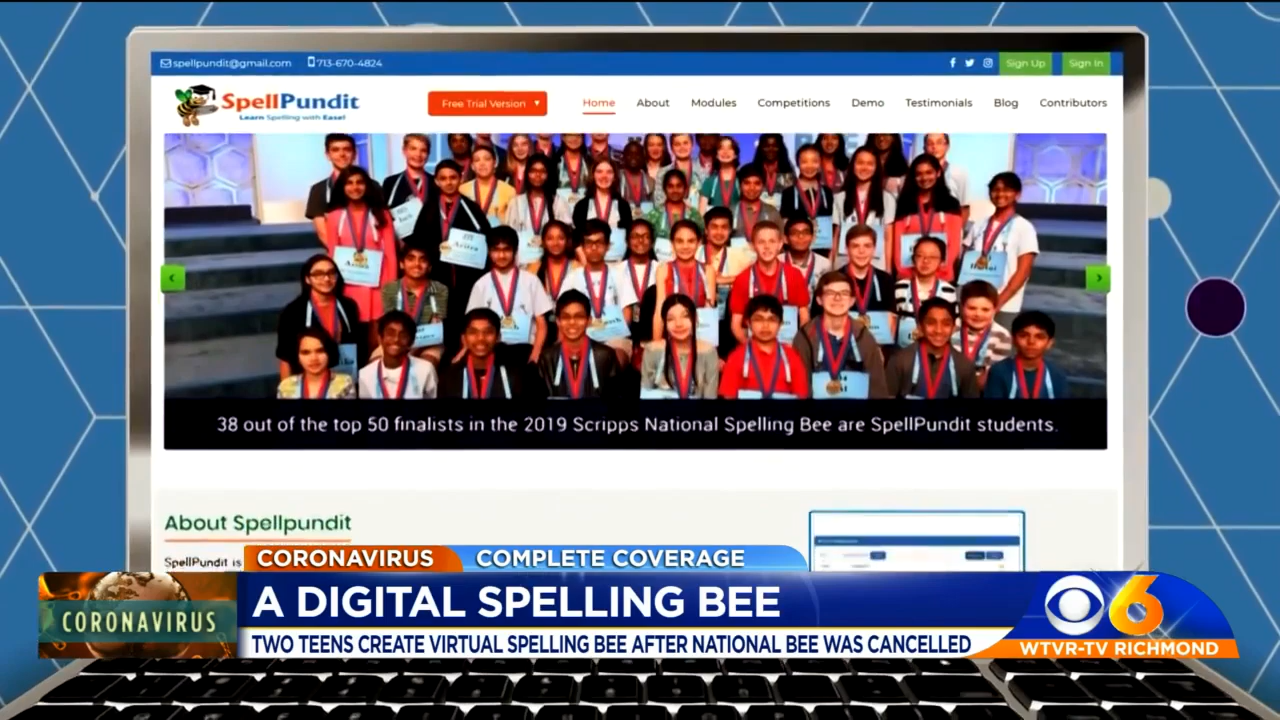 spellpundit@gmail.com 713-670-4824 Sign Up Sign In
SpellPundit
Learn Spelling with Ease!
Free Trial Version Home About Modules Competitions Demo Testimonials Blog Contributors
38 out of the top 50 finalists in the 2019 Scripps National Spelling Bee are SpellPundit students.
About Spellpundit
SpellPundit is
CORONAVIRUS COMPLETE COVERAGE
CORONAVIRUS
A DIGITAL SPELLING BEE
TWO TEENS CREATE VIRTUAL SPELLING BEE AFTER NATIONAL BEE WAS CANCELLED
6
WTVR-TV RICHMOND